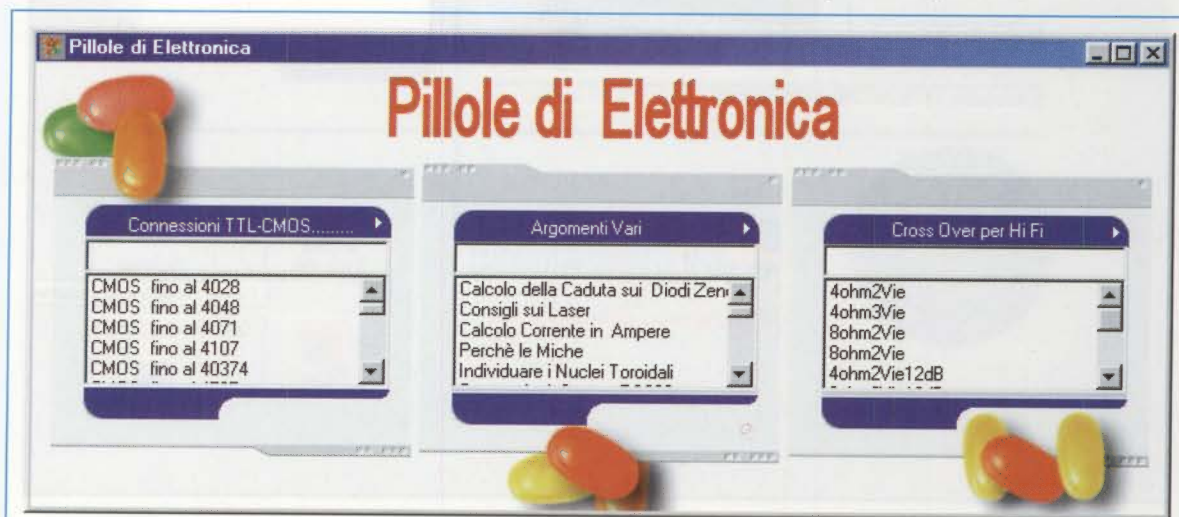 Pillole di Elettronica
Pillole di Elettronica
Connessioni TTL-CMOS.........
CMOS fino al 4028
CMOS fino al 4048
CMOS fino al 4071
CMOS fino al 4107
CMOS fino al 40374
Argomenti Vari
Calcolo della Caduta sui Diodi Zen
Consigli sui Laser
Calcolo Corrente in Ampere
Perchè le Miche
Individuare i Nuclei Toroidali
Cross Over per Hi Fi
4ohm2Vie
4ohm3Vie
8ohm2Vie
8ohm2Vie
4ohm2Vie12dB